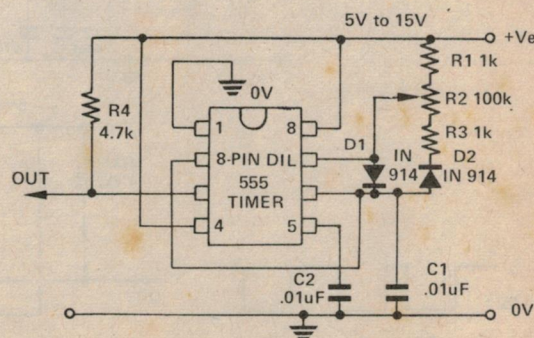 5V to 15V
+Ve
R1 1k
R2 100k
R3 1k
R4
4.7k
0V
1
8
8-PIN DIL
555
TIMER
4
5
D1
IN
914
D2
IN 914
OUT
C2
.01uF
C1
.01uF
0V